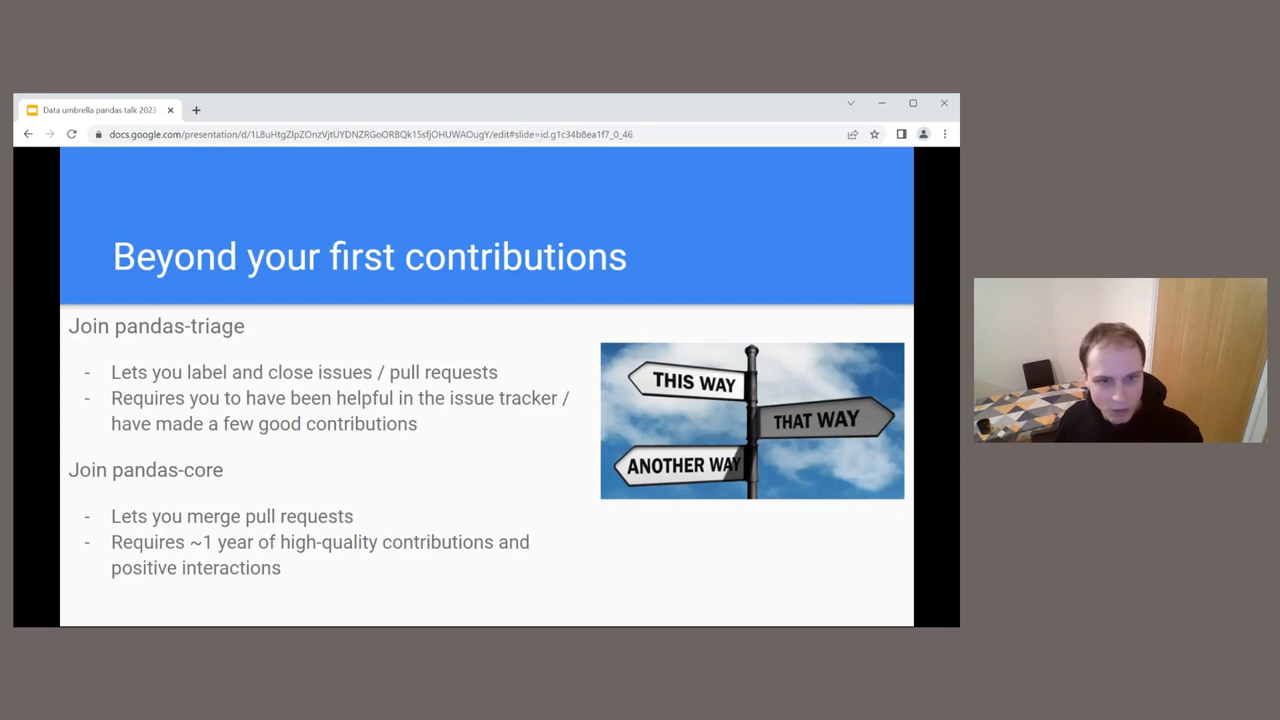 Data umbrella pandas talk 2023
docs.google.com/presentation/d/1L8uHtgZlpZOnzVjtUYDNZRGoORBQk15sfjOHUWAOugY/edit#slide=id.g1c34b8ea1f7_0_46
Beyond your first contributions
Join pandas-triage
- Lets you label and close issues / pull requests
- Requires you to have been helpful in the issue tracker /
have made a few good contributions
THIS WAY
THAT WAY
ANOTHER WAY
Join pandas-core
- Lets you merge pull requests
- Requires ~1 year of high-quality contributions and
positive interactions